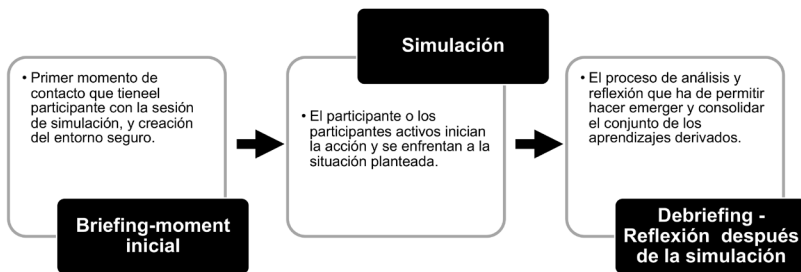 • Primer momento de
contacto que tieneel
participante con la sesión
de simulación, y creación
del entorno seguro.
Briefing-moment
inicial
Simulación
• El participante o los
participantes activos inician
la acción y se enfrentan a la
situación planteada.
• El proceso de análisis y
reflexión que ha de permitir
hacer emerger y consolidar
el conjunto de los
aprendizajes derivados.
Debriefing -
Reflexión después
de la simulación